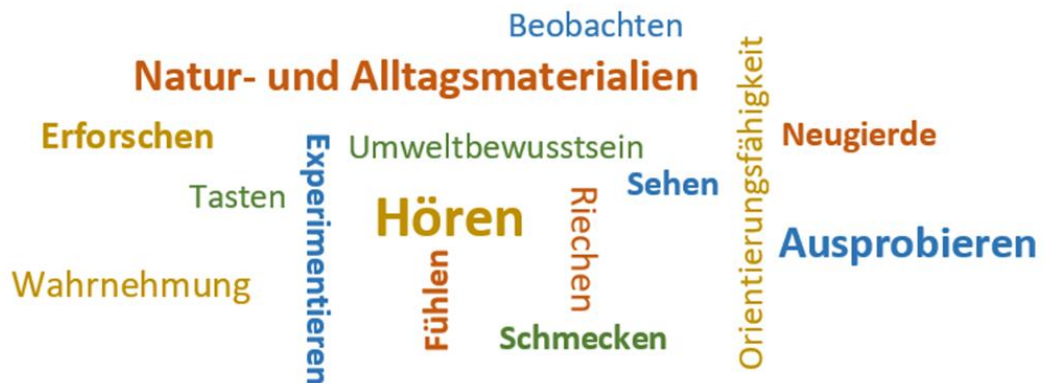 Beobachten
Natur- und Alltagsmaterialien
Orientierungsfähigkeit
Erforschen
Experimentieren
Umweltbewusstsein
Neugierde
Tasten
Hören
Riechen
Sehen
Ausprobieren
Wahrnehmung
Fühlen
Schmecken